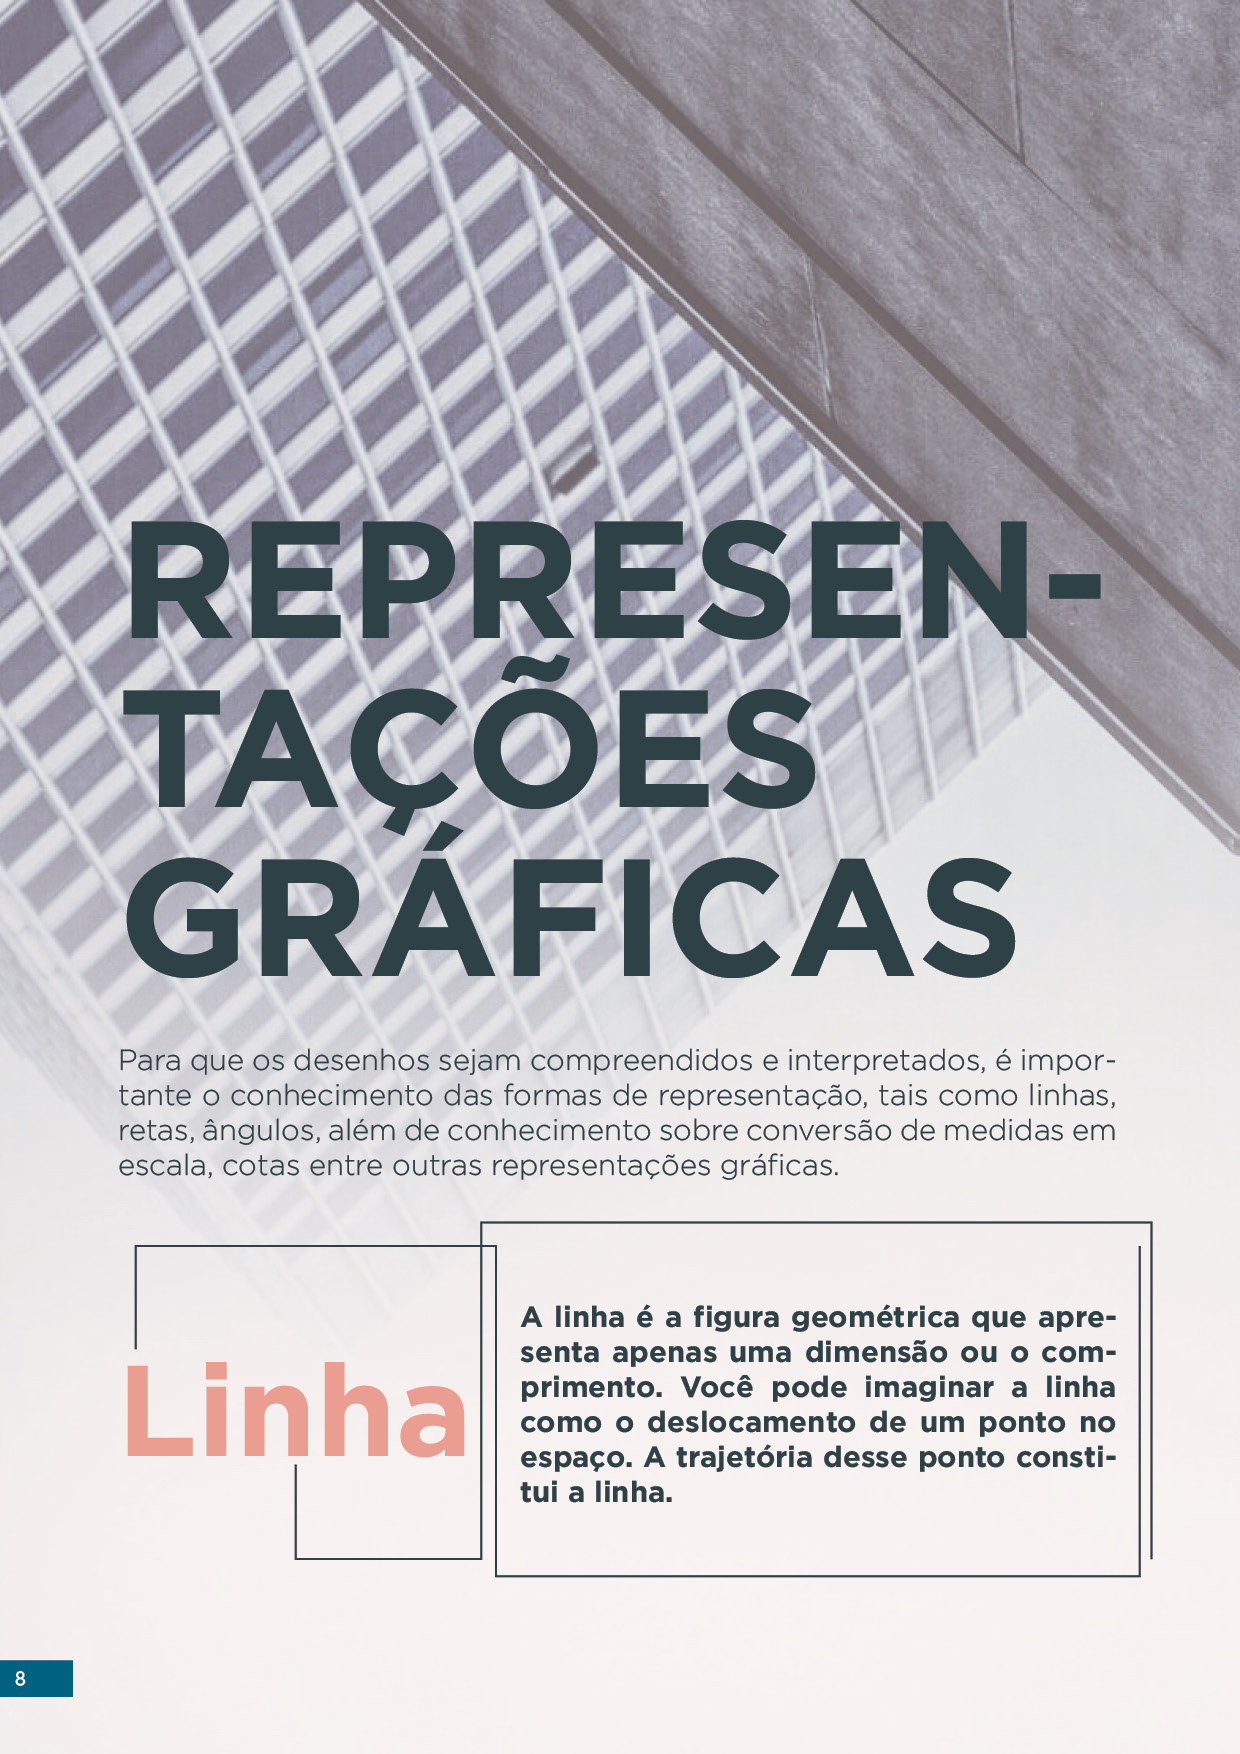 REPRESEN-
TAÇÕES
GRÁFICAS
Para que os desenhos sejam compreendidos e interpretados, é impor-
tante o conhecimento das formas de representação, tais como linhas,
retas, ângulos, além de conhecimento sobre conversão de medidas em
escala, cotas entre outras representações gráficas.
Linha
A linha é a figura geométrica que apre-
senta apenas uma dimensão ou o com-
primento. Você pode imaginar a linha
como o deslocamento de um ponto no
espaço. A trajetória desse ponto consti-
tui a linha.
8